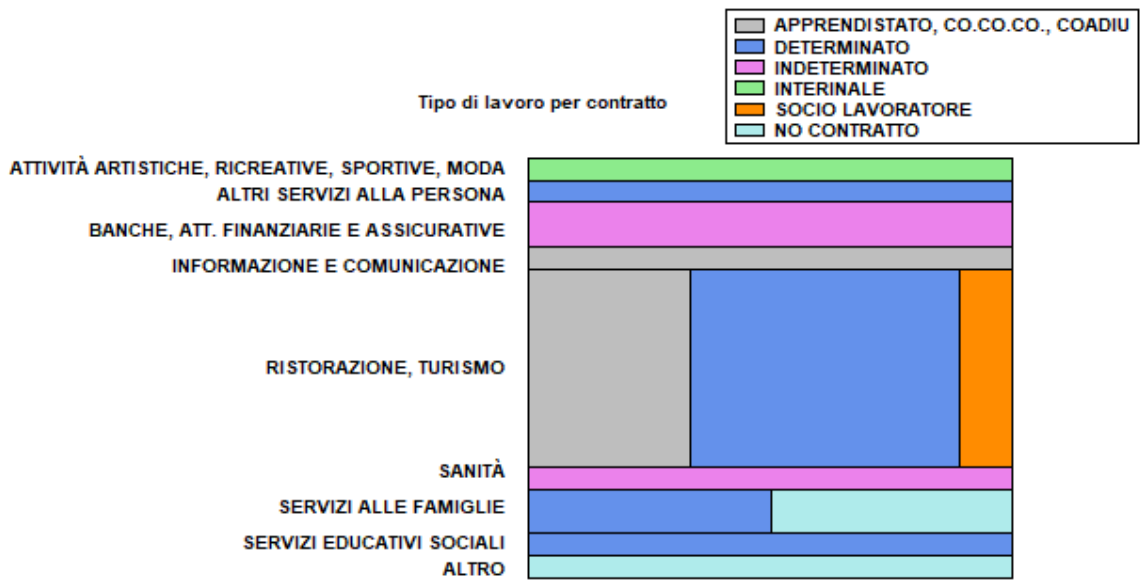 APPRENDISTATO, CO.CO.CO., COADIU
DETERMINATO
INDETERMINATO
INTERINALE
SOCIO LAVORATORE
NO CONTRATTO
Tipo di lavoro per contratto
ATTIVITÀ ARTISTICHE, RICREATIVE, SPORTIVE, MODA
ALTRI SERVIZI ALLA PERSONA
BANCHE, ATT. FINANZIARIE E ASSICURATIVE
INFORMAZIONE E COMUNICAZIONE
RISTORAZIONE, TURISMO
SANITÀ
SERVIZI ALLE FAMIGLIE
SERVIZI EDUCATIVI SOCIALI
ALTRO